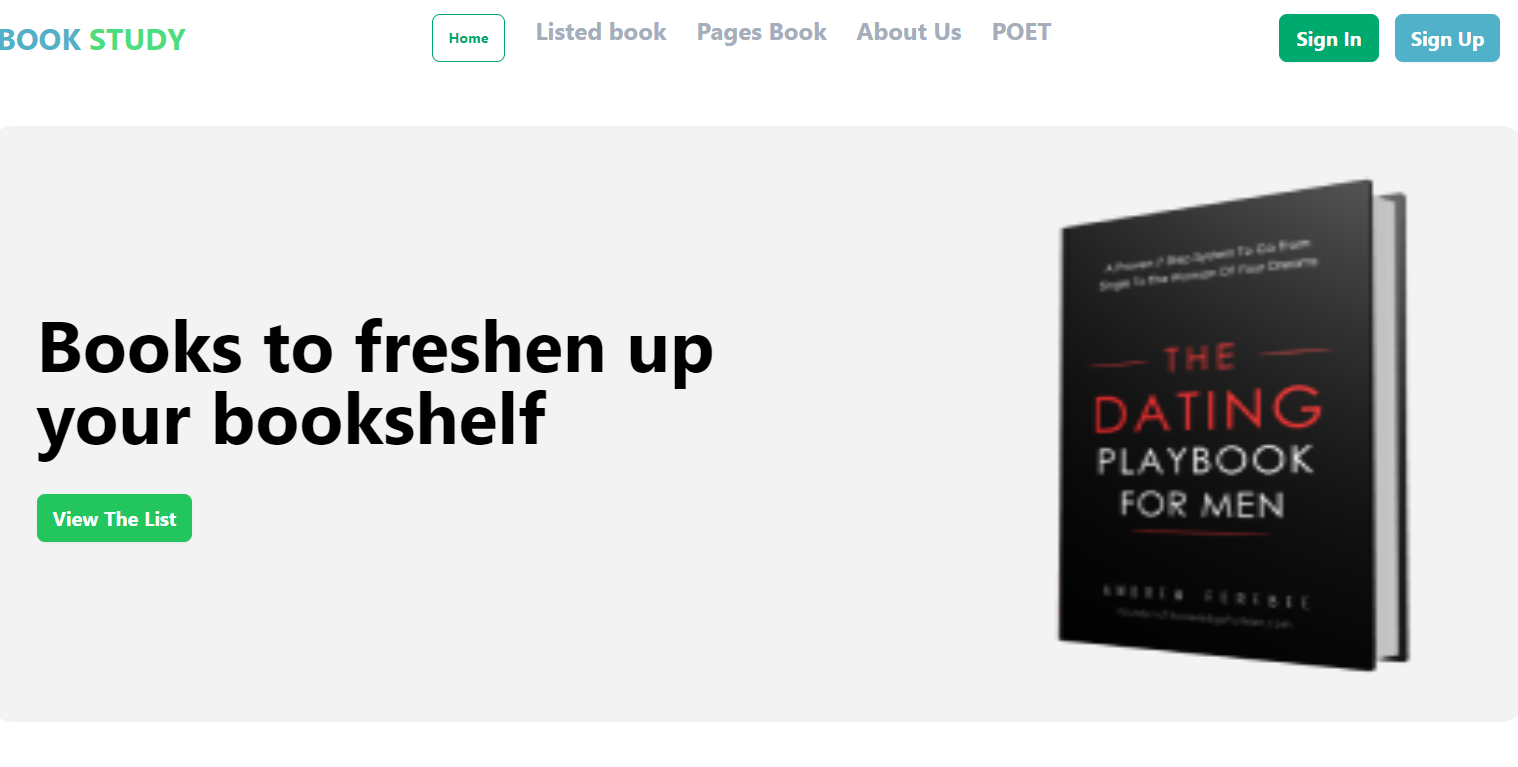 BOOK STUDY
Home
Listed book
Pages Book
About Us
POET
Sign In
Sign Up
Books to freshen up
your bookshelf
View The List
A Proven 7 Step System To Go From
Single To The Woman Of Your Dreams
THE
DATING
PLAYBOOK
FOR MEN
ANDREW FEREBEE